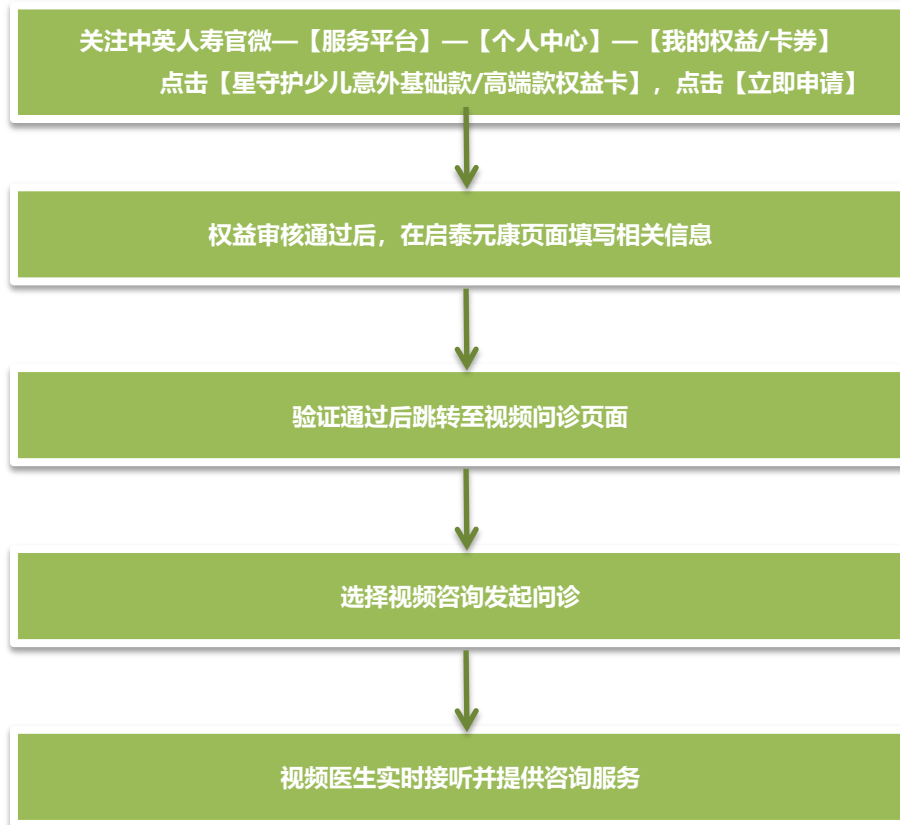 关注中英人寿官微—【服务平台】—【个人中心】—【我的权益/卡券】
点击【星守护少儿意外基础款/高端款权益卡】，点击【立即申请】
权益审核通过后，在启泰元康页面填写相关信息
验证通过后跳转至视频问诊页面
选择视频咨询发起问诊
视频医生实时接听并提供咨询服务